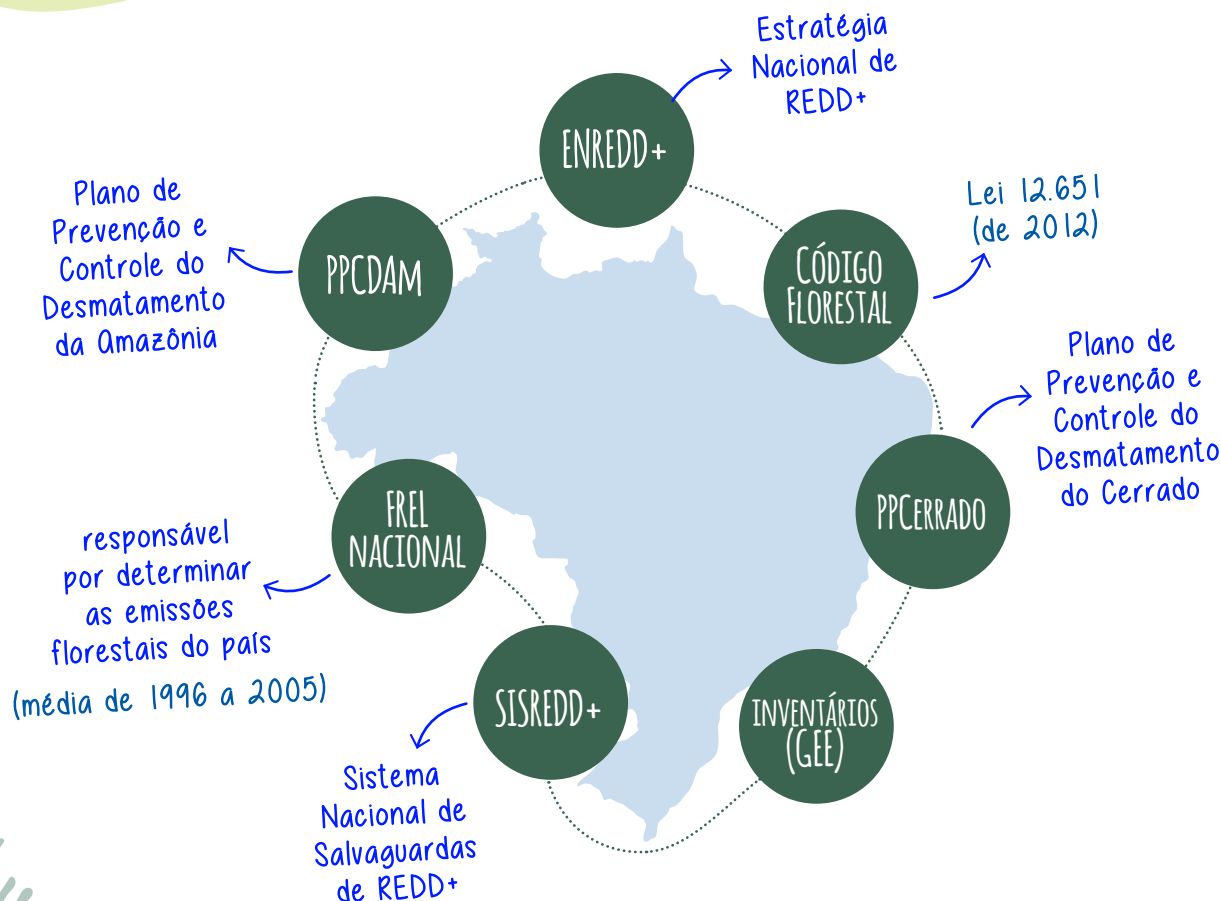 Estratégia
Nacional de
REDD+
ENREDD+
Plano de
Prevenção e
Controle do
Desmatamento
da Amazônia
PPCDAM
Lei 12.651
(de 2012)
CÓDIGO
FLORESTAL
Plano de
Prevenção e
Controle do
Desmatamento
do Cerrado
PPCERRADO
FREL
NACIONAL
responsável
por determinar
as emissões
florestais do país
(média de 1996 a 2005)
SISREDD+
Sistema
Nacional de
Salvaguardas
de REDD+
INVENTÁRIOS
(GEE)